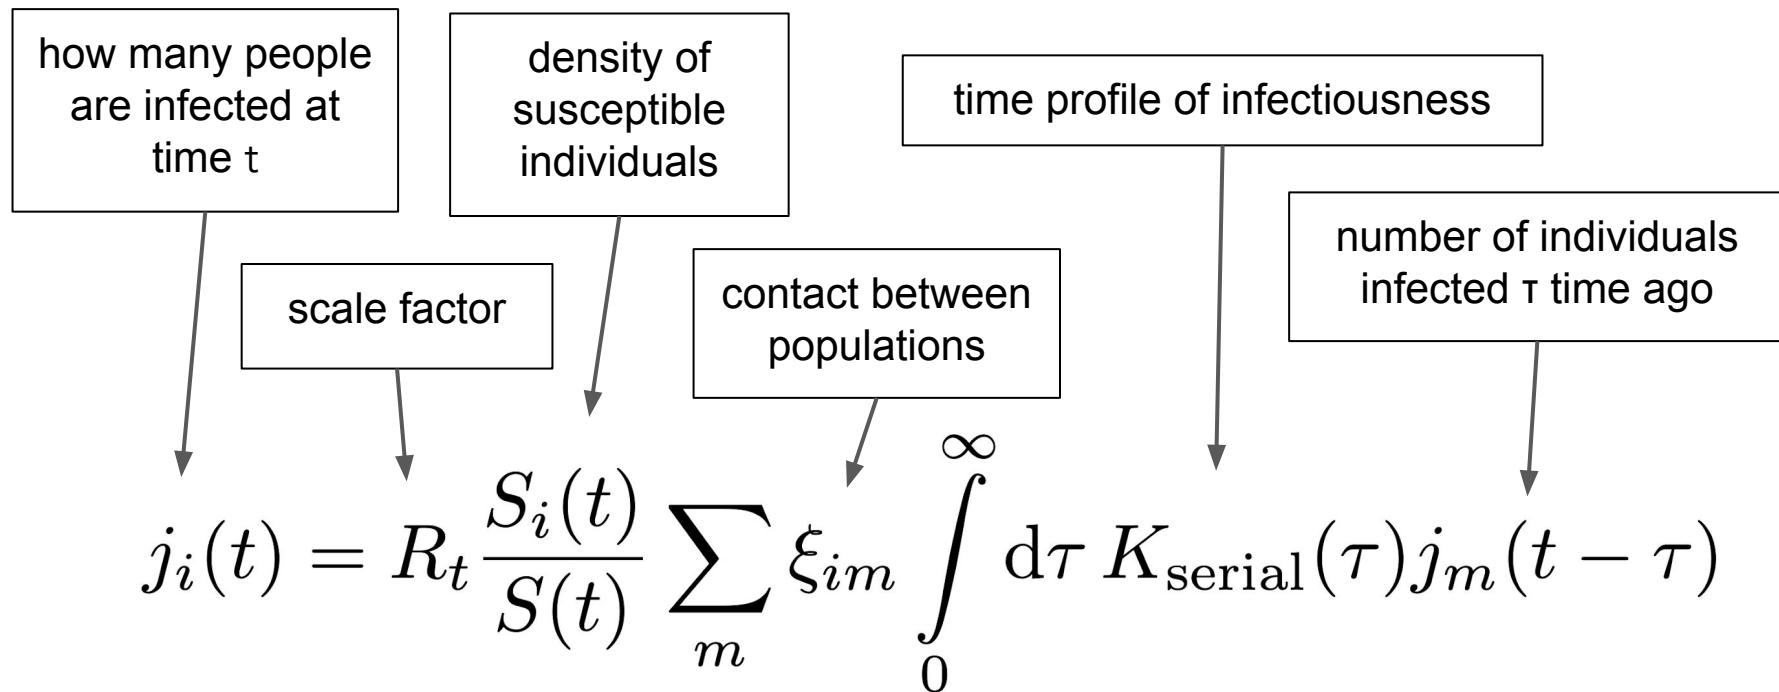 how many people
are infected at
time t
density of
susceptible
individuals
time profile of infectiousness
number of individuals
infected τ time ago
scale factor
contact between
populations
j_i(t) = R_t \frac{S_i(t)}{S(t)} \sum_m \xi_{im} \int_0^\infty d\tau K_{serial}(\tau) j_m(t - \tau)